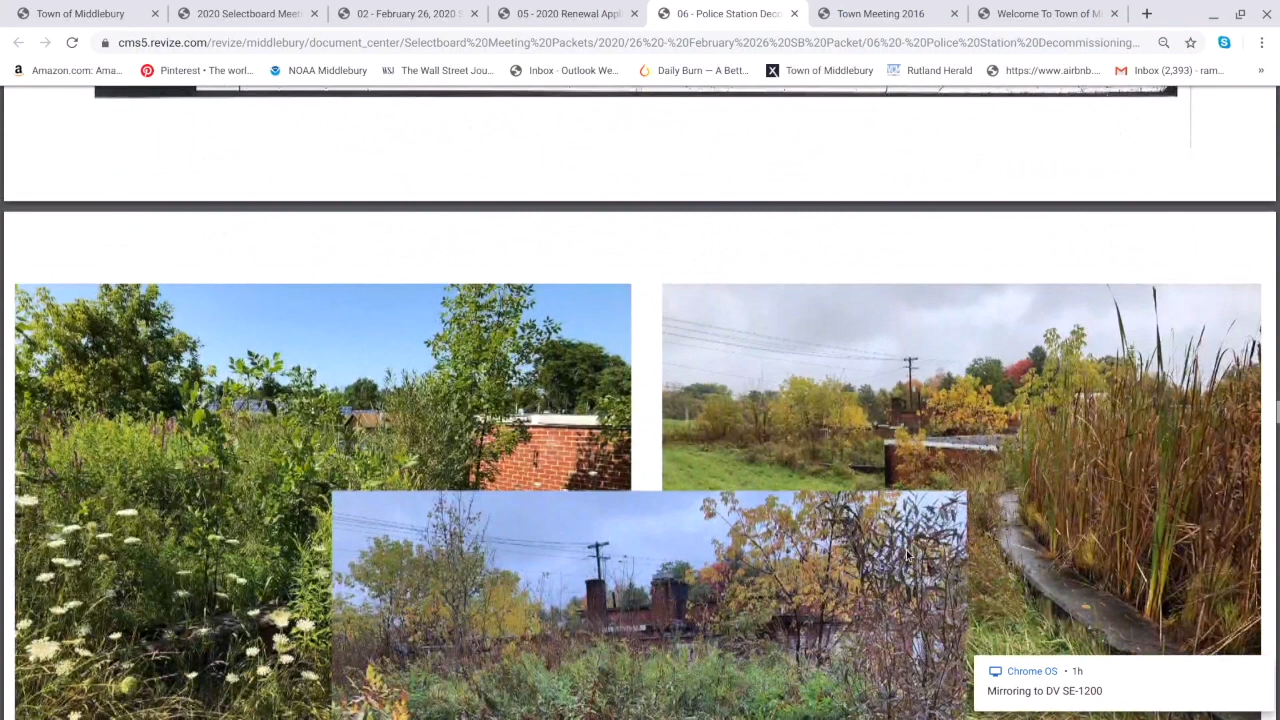 Town of Middlebury
2020 Selectboard Meeti
02 - February 26, 2020 S
05 - 2020 Renewal Appli
06 - Police Station Deco
Town Meeting 2016
Welcome To Town of M
cms5.revize.com/revize/middlebury/document_center/Selectboard%20Meeting%20Packets/2020/26%20-%20February%2026%20SB%20Packet/06%20-%20Police%20Station%20Decommissioning...
Amazon.com: Ama...
Pinterest • The worl...
NOAA Middlebury
WSJ The Wall Street Jou...
Inbox - Outlook We...
Daily Burn — A Bett...
X Town of Middlebury
Rutland Herald
https://www.airbnb....
Inbox (2,393) - ram...
»
Chrome OS • 1h
Mirroring to DV SE-1200